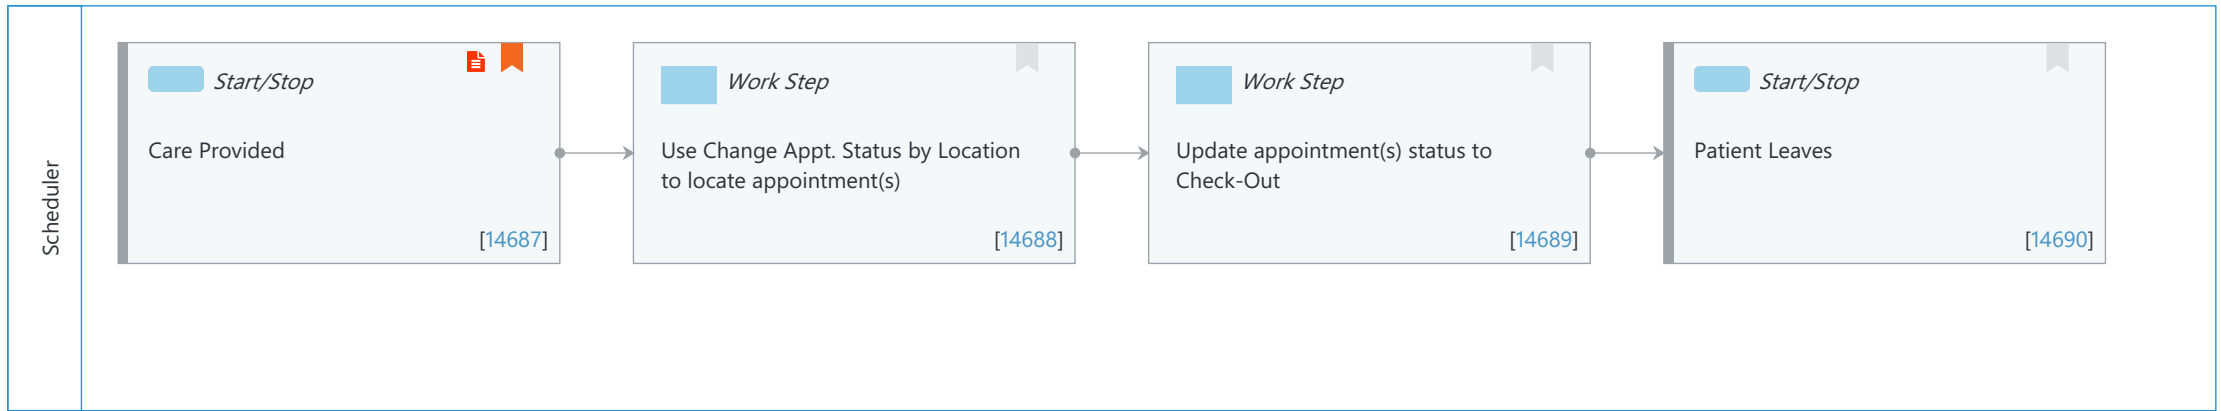 Scheduler
Start/Stop
Care Provided
[14687]
Work Step
Use Change Appt. Status by Location
to locate appointment(s)
[14688]
Work Step
Update appointment(s) status to
Check-Out
[14689]
Start/Stop
Patient Leaves
[14690]